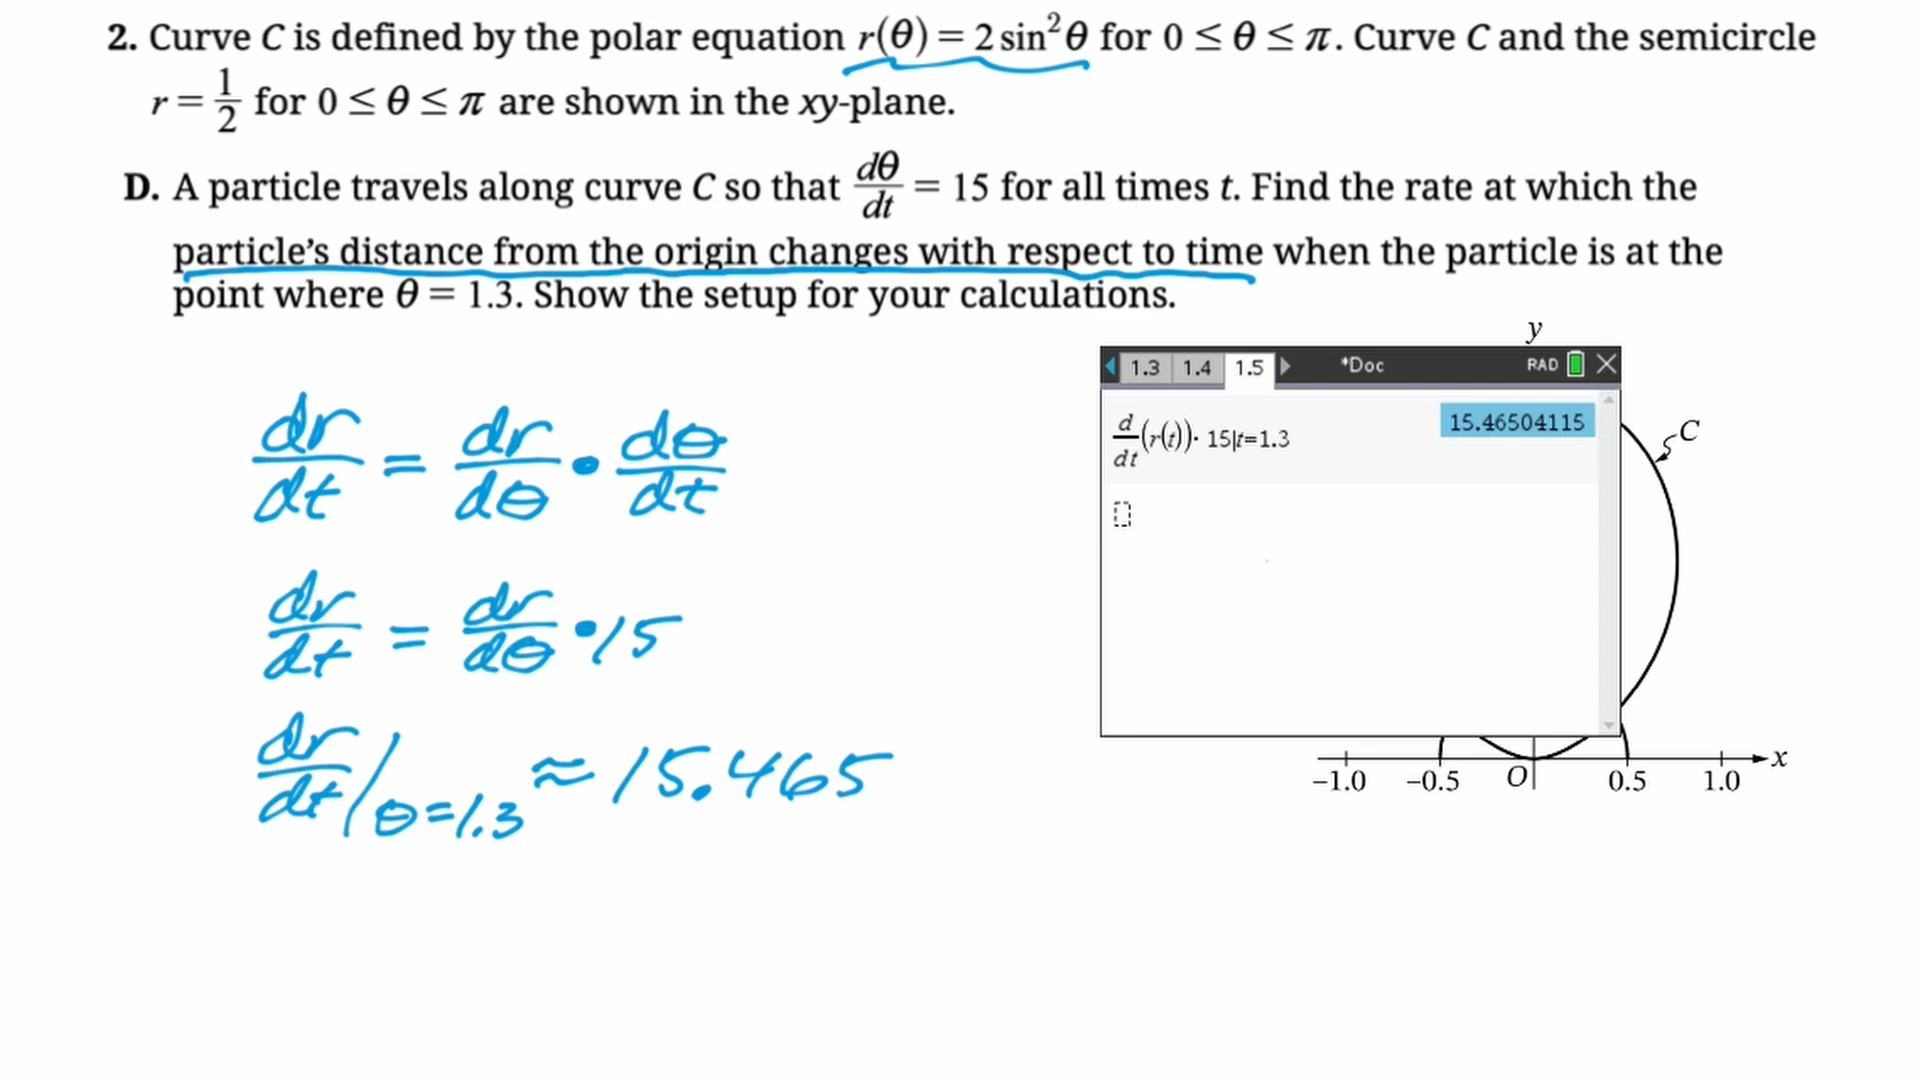 2. Curve C is defined by the polar equation r(θ) = 2 sin²θ for 0 ≤ θ ≤ π. Curve C and the semicircle
r = 1/2 for 0 ≤ θ ≤ π are shown in the xy-plane.
D. A particle travels along curve C so that dθ/dt = 15 for all times t. Find the rate at which the
particle’s distance from the origin changes with respect to time when the particle is at the
point where θ = 1.3. Show the setup for your calculations.
dr/dt = dr/dθ • dθ/dt
dr/dt = dr/dθ • 15
dr/dt |θ=1.3 ≈ 15.465
y
1.3 1.4 1.5 *Doc RAD
d/dt (r(t))· 15|t=1.3 15.46504115
C
x
−1.0 −0.5 O 0.5 1.0